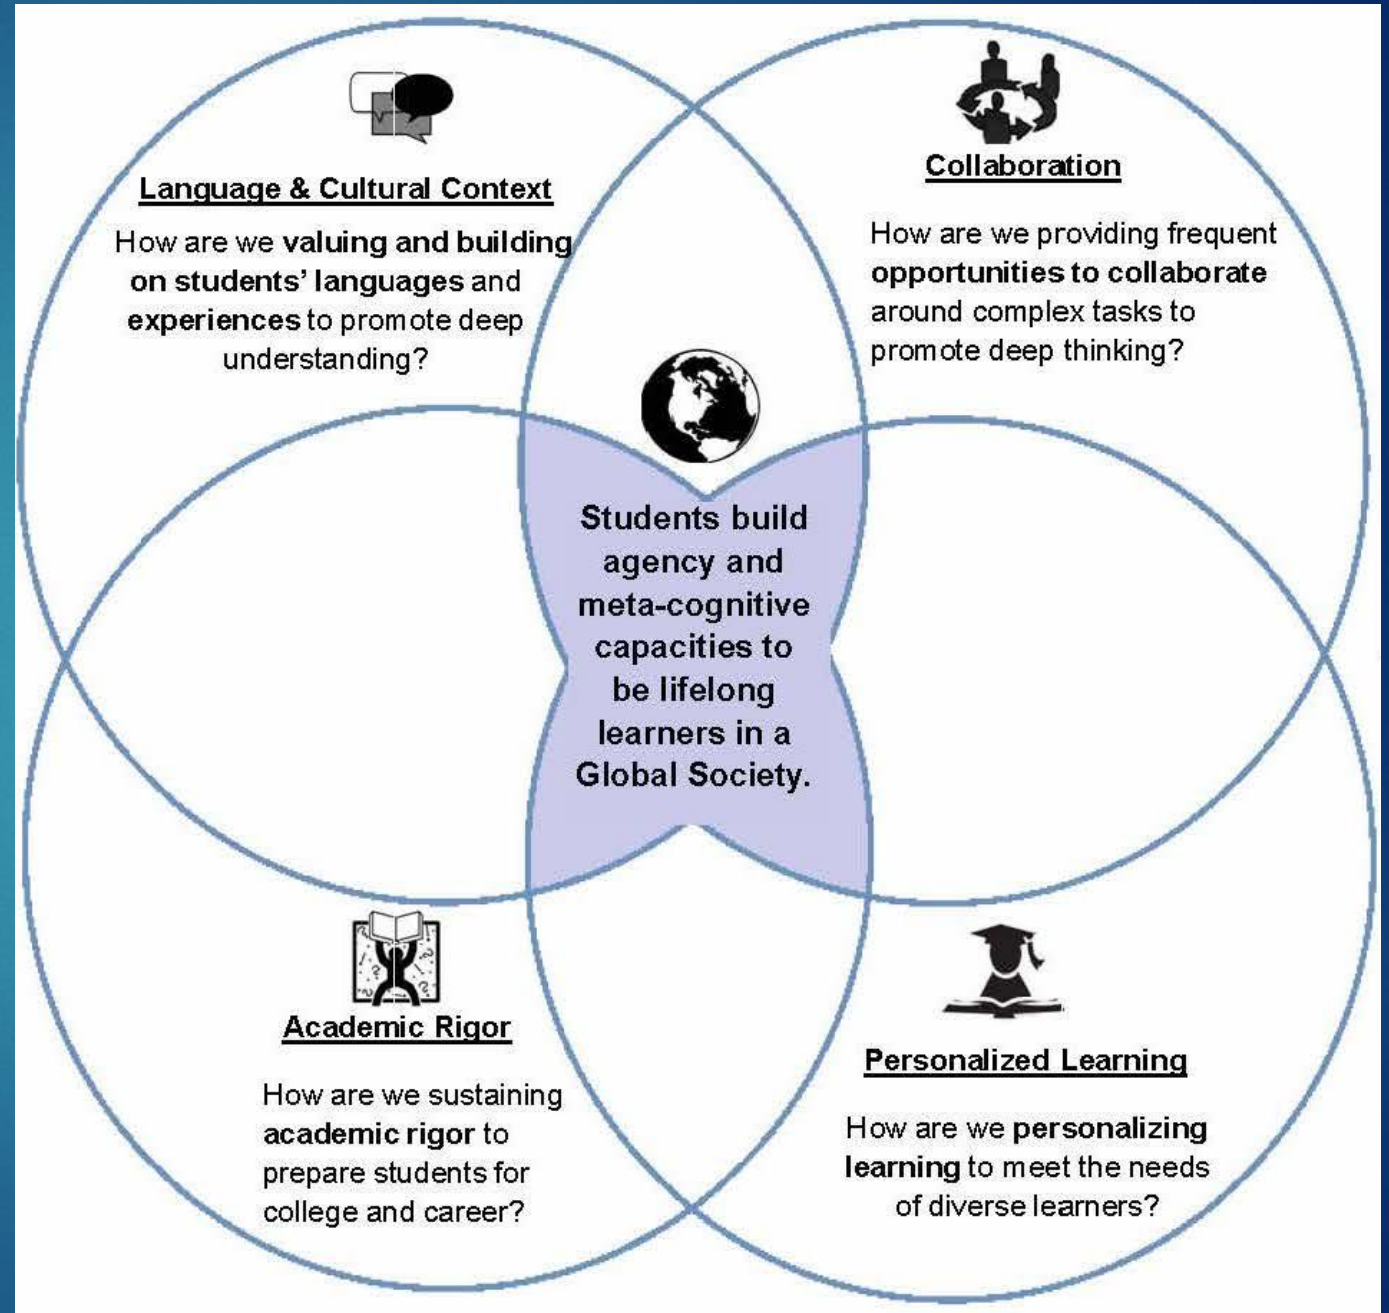 Language & Cultural Context
How are we valuing and building
on students' languages and
experiences to promote deep
understanding?
Collaboration
How are we providing frequent
opportunities to collaborate
around complex tasks to
promote deep thinking?
Students build
agency and
meta-cognitive
capacities to
be lifelong
learners in a
Global Society.
Academic Rigor
How are we sustaining
academic rigor to
prepare students for
college and career?
Personalized Learning
How are we personalizing
learning to meet the needs
of diverse learners?